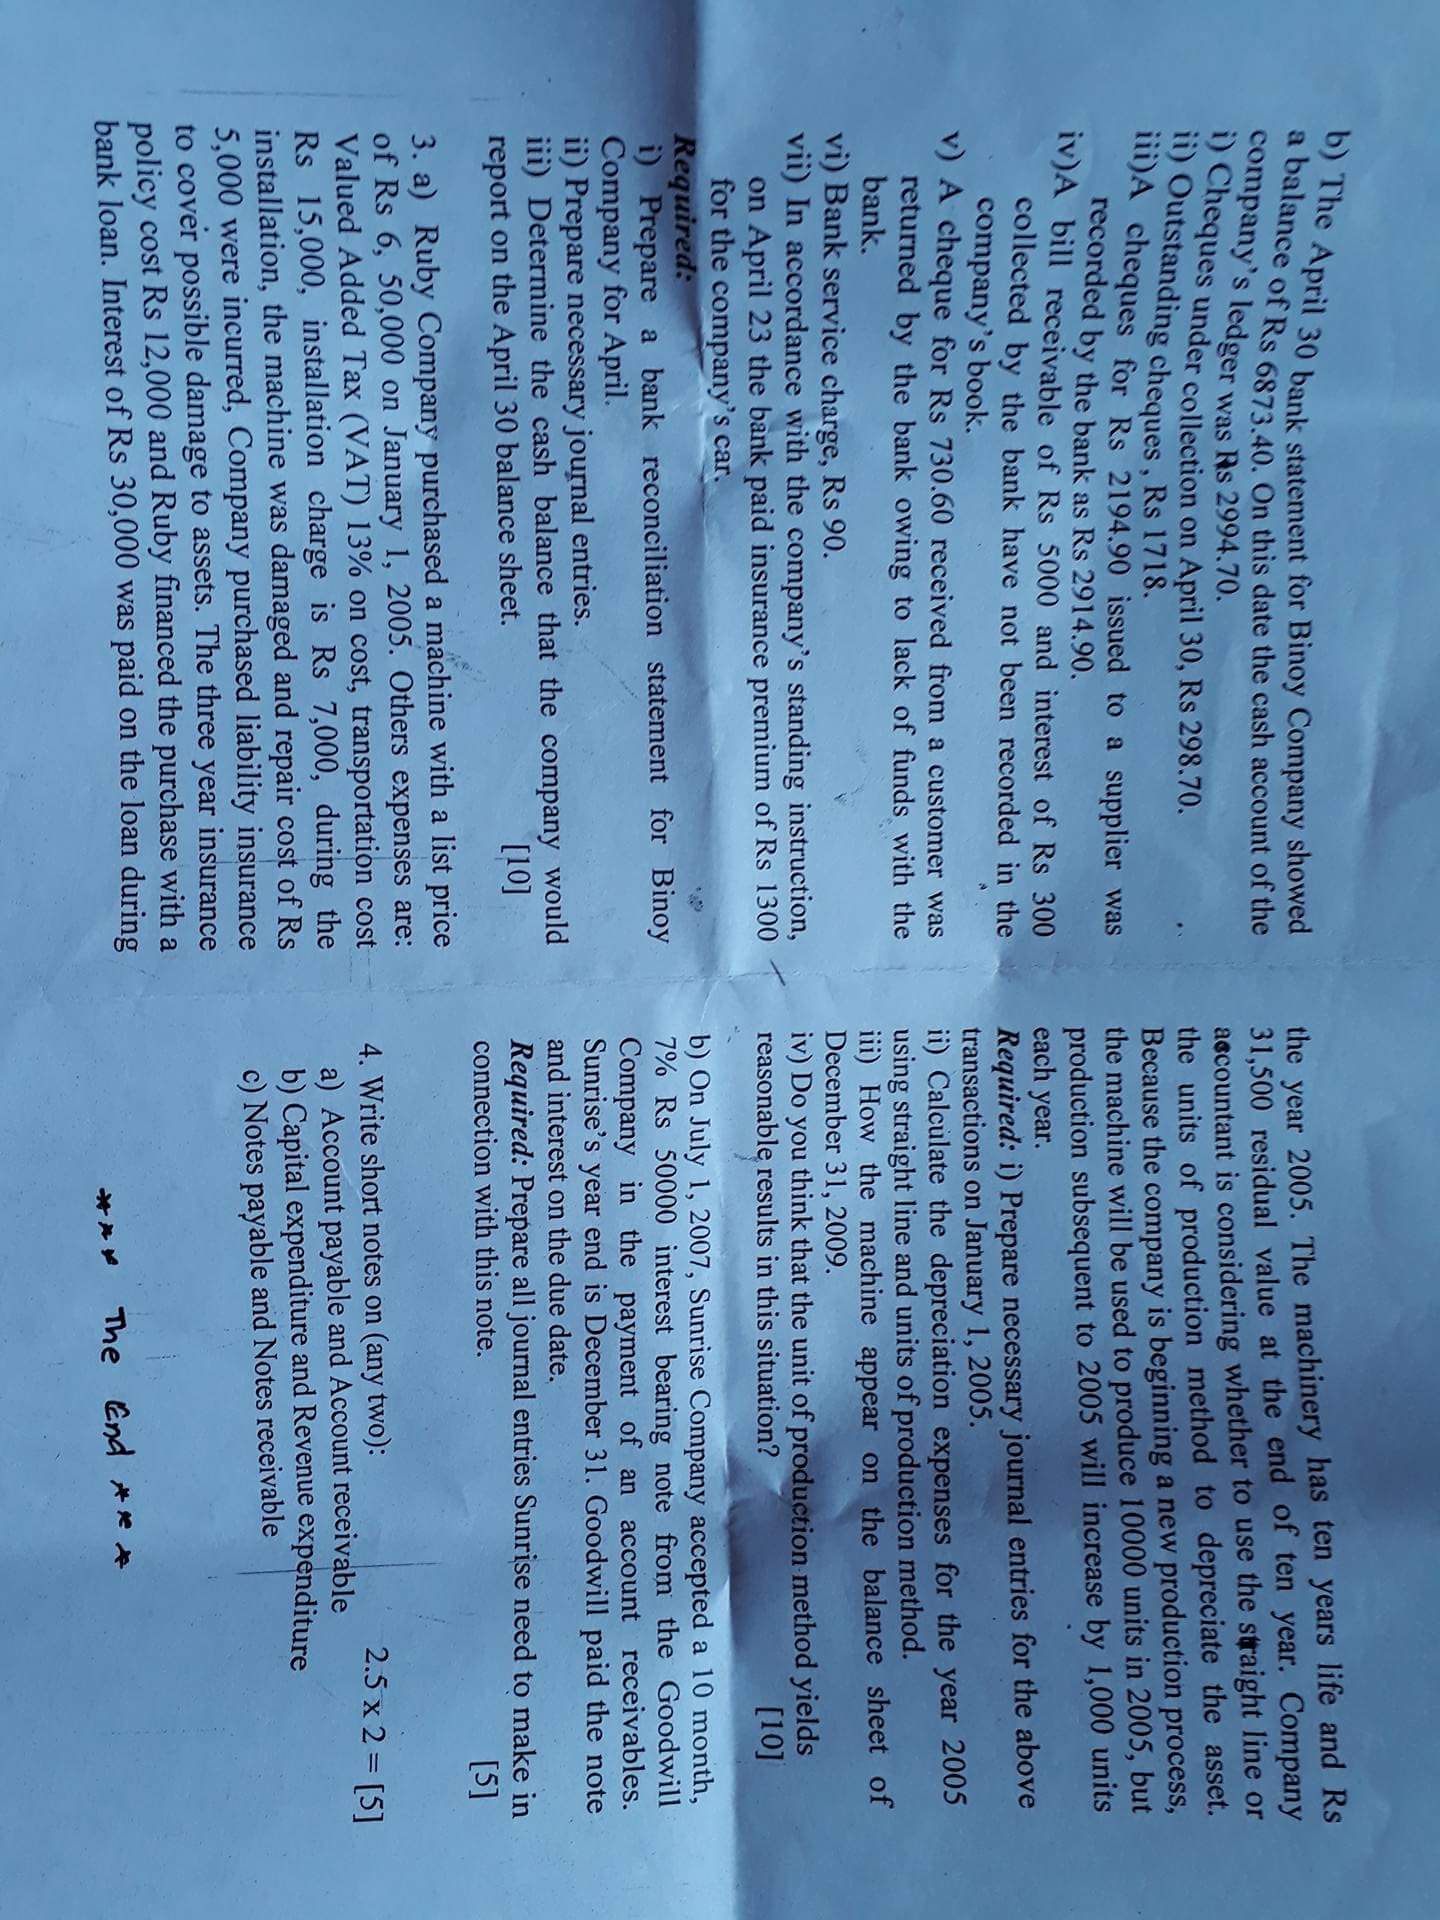 b) The April 30 bank statement for Binoy Company showed
a balance of Rs 6873.40. On this date the cash account of the
company's ledger was Rs 2994.70.
i) Cheques under collection on April 30, Rs 298.70.
ii) Outstanding cheques , Rs 1718.
iii)A cheques for Rs 2194.90 issued to a supplier was
recorded by the bank as Rs 2914.90.
iv)A bill receivable of Rs 5000 and interest of Rs 300
collected by the bank have not been recorded in the
company's book.
v) A cheque for Rs 730.60 received from a customer was
returned by the bank owing to lack of funds with the
bank.
vi) Bank service charge, Rs 90.
vii) In accordance with the company's standing instruction,
on April 23 the bank paid insurance premium of Rs 1300
for the company's car.
Required:
i) Prepare a bank reconciliation statement for Binoy
Company for April.
ii) Prepare necessary journal entries.
iii) Determine the cash balance that the company would
report on the April 30 balance sheet. [10]
3. a) Ruby Company purchased a machine with a list price
of Rs 6, 50,000 on January 1, 2005. Others expenses are:
Valued Added Tax (VAT) 13% on cost, transportation cost
Rs 15,000, installation charge is Rs 7,000, during the
installation, the machine was damaged and repair cost of Rs
5,000 were incurred, Company purchased liability insurance
to cover possible damage to assets. The three year insurance
policy cost Rs 12,000 and Ruby financed the purchase with a
bank loan. Interest of Rs 30,000 was paid on the loan during
the year 2005. The machinery has ten years life and Rs
31,500 residual value at the end of ten year. Company
accountant is considering whether to use the straight line or
the units of production method to depreciate the asset.
Because the company is beginning a new production process,
the machine will be used to produce 10000 units in 2005, but
production subsequent to 2005 will increase by 1,000 units
each year.
Required: i) Prepare necessary journal entries for the above
transactions on January 1, 2005.
ii) Calculate the depreciation expenses for the year 2005
using straight line and units of production method.
iii) How the machine appear on the balance sheet of
December 31, 2009.
iv) Do you think that the unit of production method yields
reasonable results in this situation? [10]
b) On July 1, 2007, Sunrise Company accepted a 10 month,
7% Rs 50000 interest bearing note from the Goodwill
Company in the payment of an account receivables.
Sunrise's year end is December 31. Goodwill paid the note
and interest on the due date.
Required: Prepare all journal entries Sunrise need to make in
connection with this note. [5]
4. Write short notes on (any two): 2.5 x 2 = [5]
a) Account payable and Account receivable
b) Capital expenditure and Revenue expenditure
c) Notes payable and Notes receivable
*** The End ***